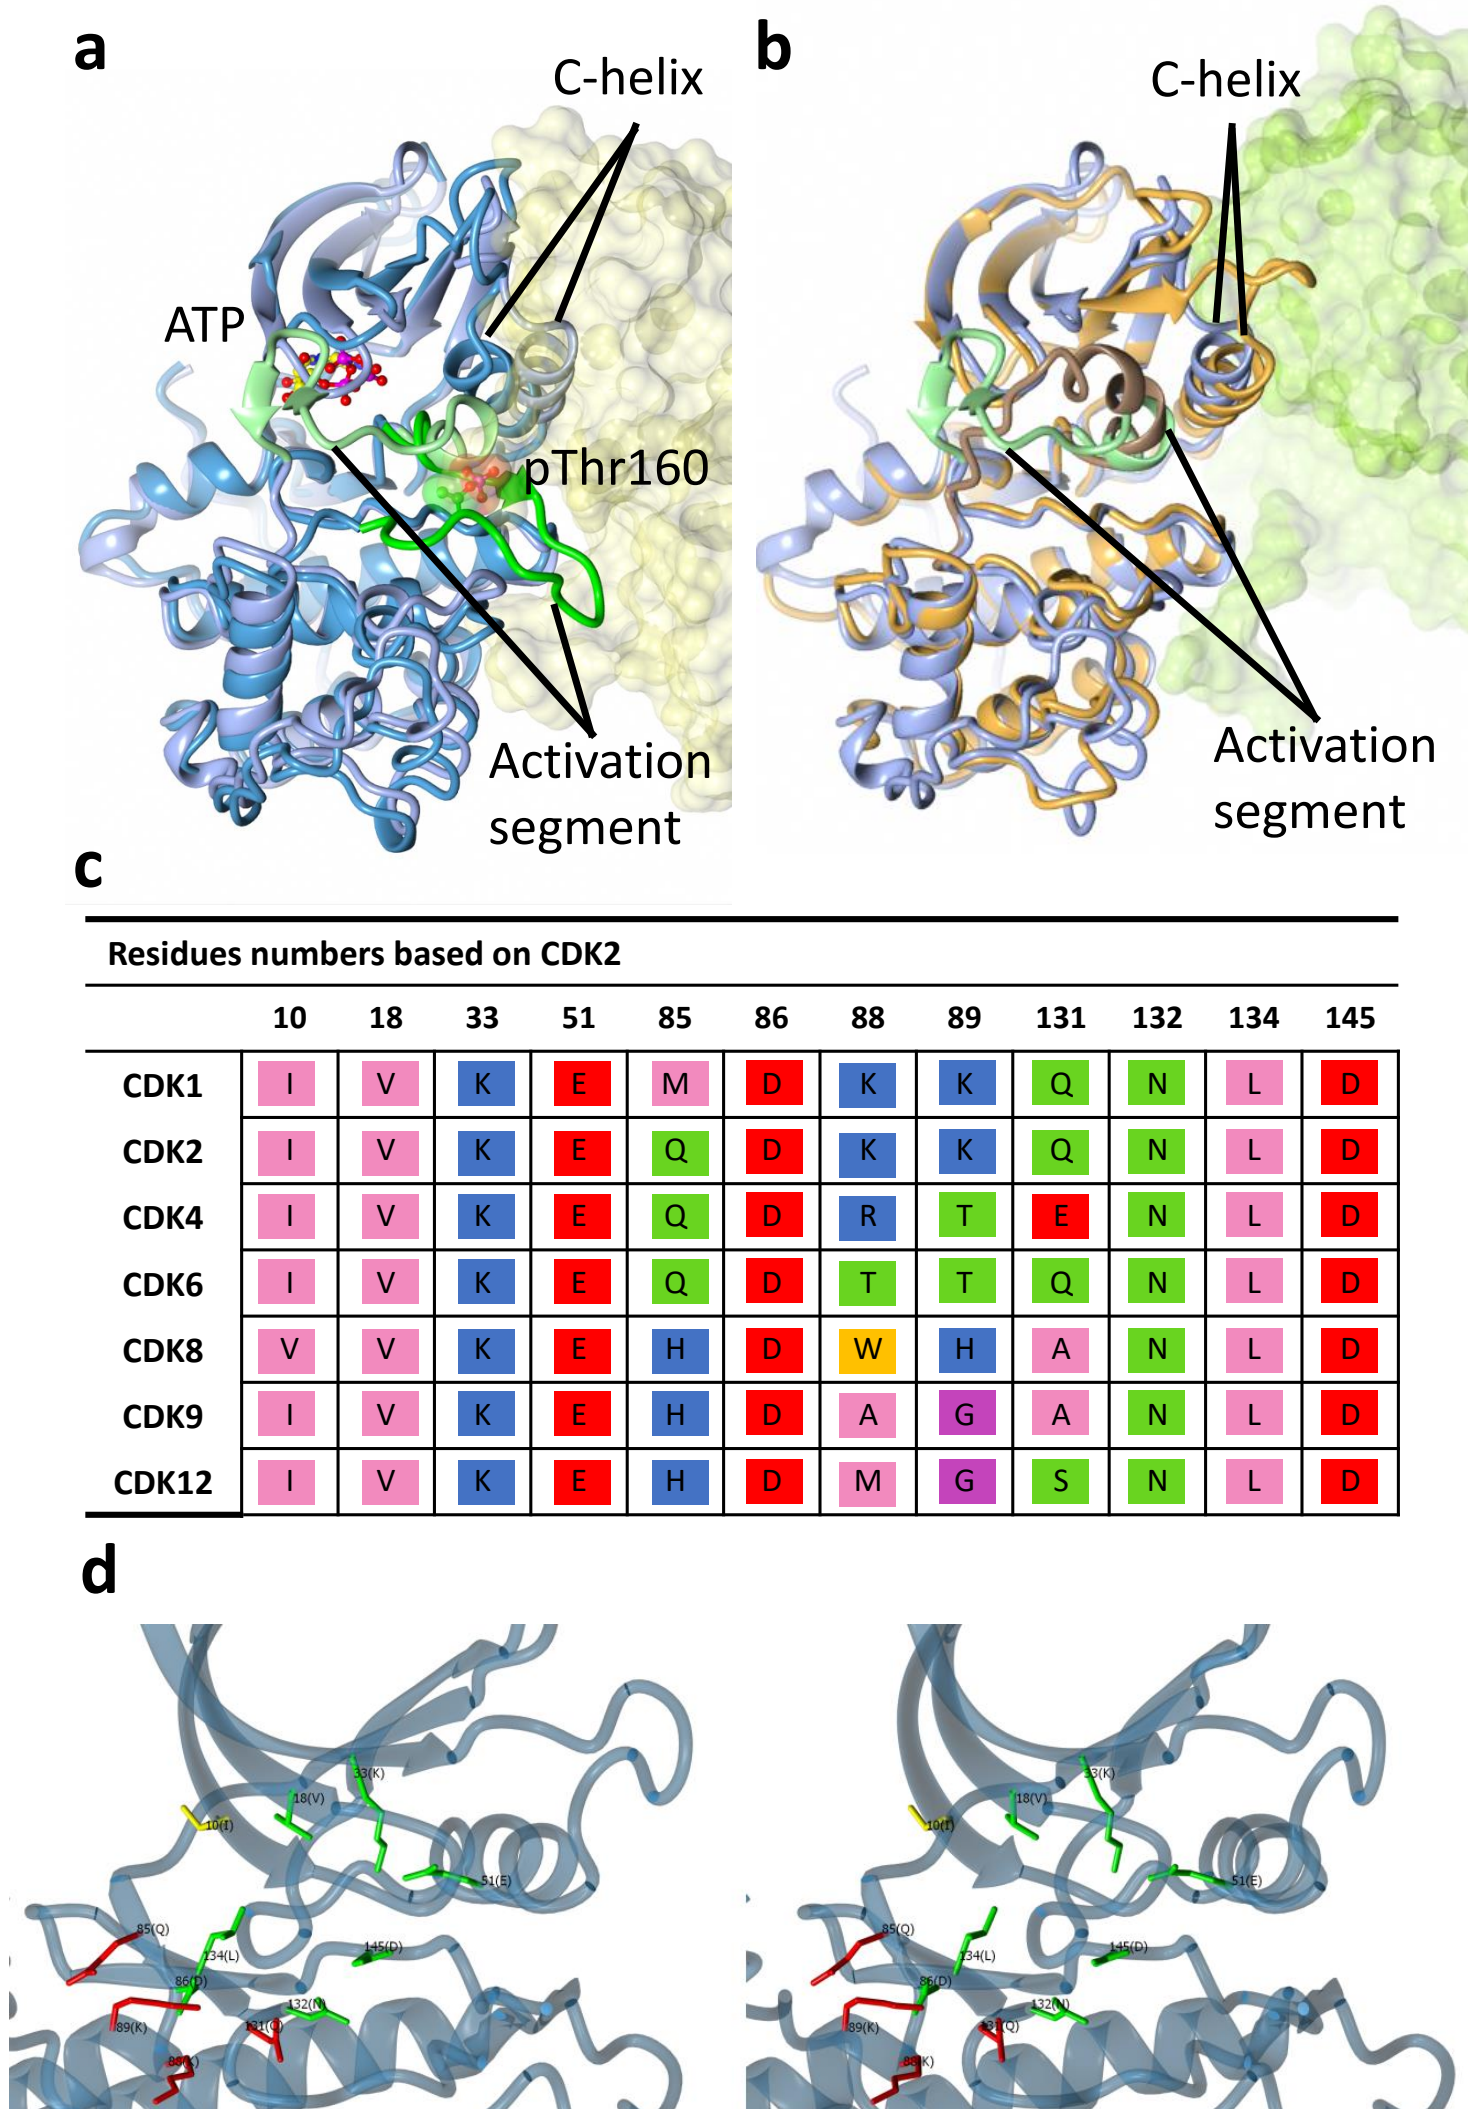 a
C-helix
ATP
pThr160
Activation
segment
b
C-helix
Activation
segment
c
Residues numbers based on CDK2
10 18 33 51 85 86 88 89 131 132 134 145
CDK1 I V K E M D K K Q N L D
CDK2 I V K E Q D K K Q N L D
CDK4 I V K E Q D R T E N L D
CDK6 I V K E Q D T T Q N L D
CDK8 V V K E H D W H A N L D
CDK9 I V K E H D A G A N L D
CDK12 I V K E H D M G S N L D
d
33(K)
18(V)
10(I)
51(E)
85(Q)
134(L)
145(D)
86(D)
132(N)
89(K)
131(Q)
88(K)
33(K)
18(V)
10(I)
51(E)
85(Q)
134(L)
145(D)
86(D)
132(N)
89(K)
131(Q)
88(K)